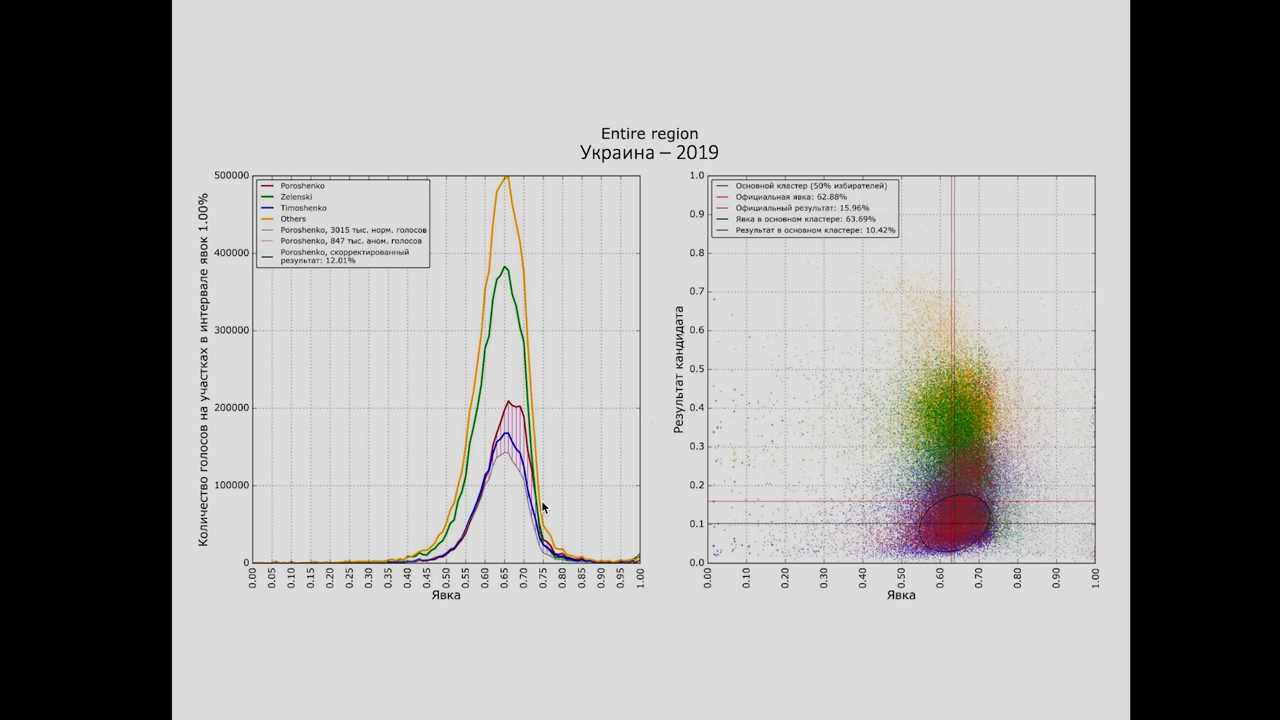 Entire region
Украина – 2019
Количество голосов на участках в интервале явок 1.00%
500000
400000
300000
200000
100000
0
Poroshenko
Zelenski
Timoshenko
Others
Poroshenko, 3015 тыс. норм. голосов
Poroshenko, 847 тыс. аном. голосов
Poroshenko, скорректированный
результат: 12.01%
0.00
0.05
0.10
0.15
0.20
0.25
0.30
0.35
0.40
0.45
0.50
0.55
0.60
0.65
0.70
0.75
0.80
0.85
0.90
0.95
1.00
Явка
Результат кандидата
1.0
0.9
0.8
0.7
0.6
0.5
0.4
0.3
0.2
0.1
0.0
Основной кластер (50% избирателей)
Официальная явка: 62.88%
Официальный результат: 15.96%
Явка в основном кластере: 63.69%
Результат в основном кластере: 10.42%
0.00
0.10
0.20
0.30
0.40
0.50
0.60
0.70
0.80
0.90
1.00
Явка